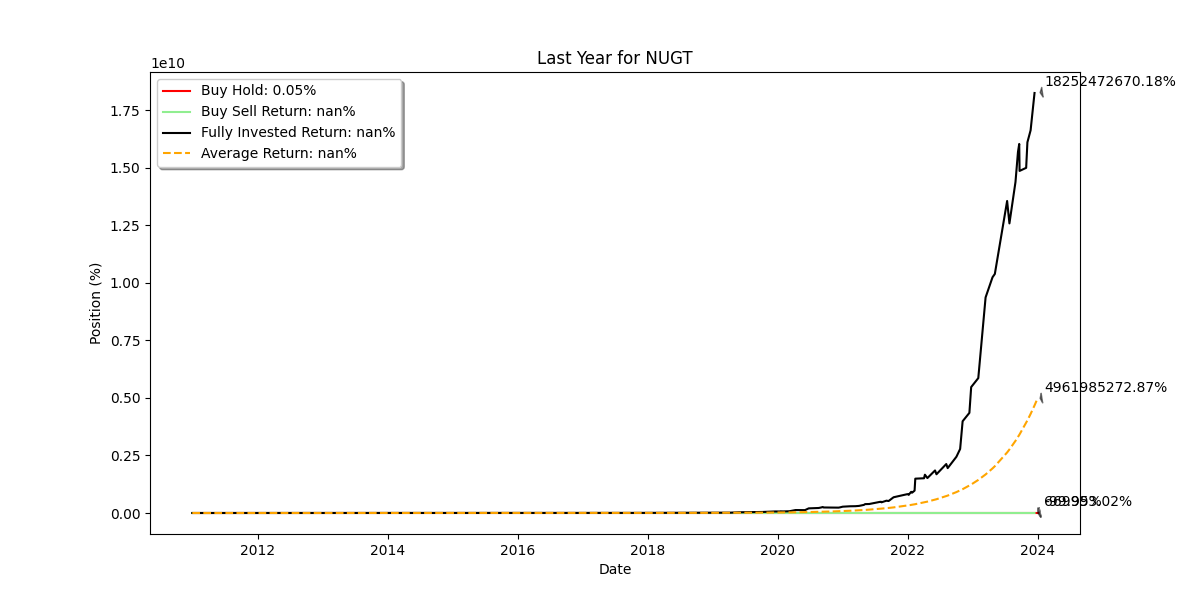 Last Year for NUGT
1e10
Buy Hold: 0.05%
Buy Sell Return: nan%
Fully Invested Return: nan%
Average Return: nan%
18252472670.18%
4961985272.87%
1.75
1.50
1.25
1.00
0.75
0.50
0.25
0.00
Position (%)
2012
2014
2016
2018
2020
2022
2024
Date